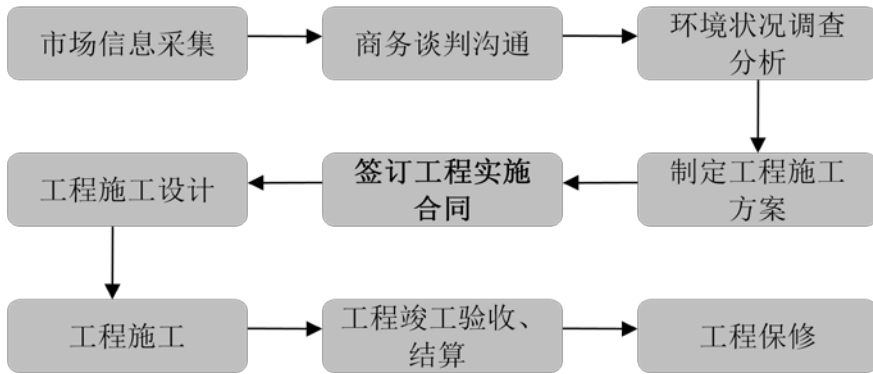 市场信息采集
商务谈判沟通
环境状况调查
分析
制定工程施工
方案
签订工程实施
合同
工程施工设计
工程施工
工程竣工验收、
结算
工程保修